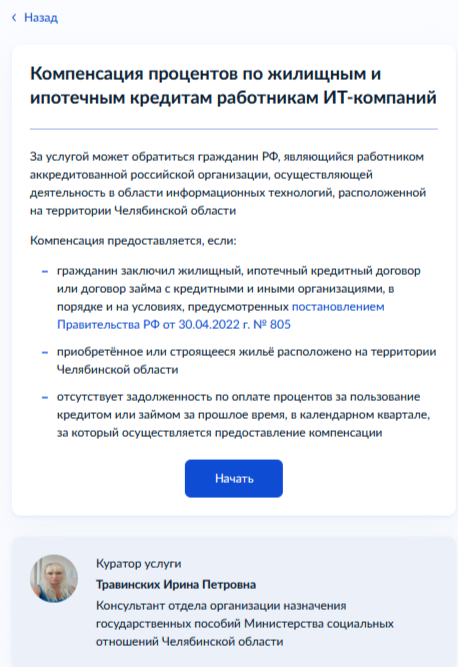 Назад
Компенсация процентов по жилищным и
ипотечным кредитам работникам ИТ-компаний
За услугой может обратиться гражданин РФ, являющийся работником
аккредитованной российской организации, осуществляющей
деятельность в области информационных технологий, расположенной
на территории Челябинской области
Компенсация предоставляется, если:
– гражданин заключил жилищный, ипотечный кредитный договор
или договор займа с кредитными и иными организациями, в
порядке и на условиях, предусмотренных постановлением
Правительства РФ от 30.04.2022 г. № 805
– приобретённое или строящееся жильё расположено на территории
Челябинской области
– отсутствует задолженность по оплате процентов за пользование
кредитом или займом за прошлое время, в календарном квартале,
за который осуществляется предоставление компенсации
Начать
Куратор услуги
Травинских Ирина Петровна
Консультант отдела организации назначения
государственных пособий Министерства социальных
отношений Челябинской области